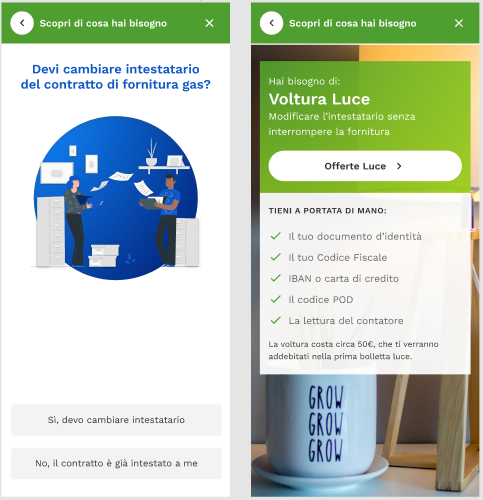 Scopri di cosa hai bisogno
Devi cambiare intestatario
del contratto di fornitura gas?
Sì, devo cambiare intestatario
No, il contratto è già intestato a me
Scopri di cosa hai bisogno
Hai bisogno di:
Voltura Luce
Modificare l'intestatario senza
interrompere la fornitura
Offerte Luce
TIENI A PORTATA DI MANO:
Il tuo documento d'identità
Il tuo Codice Fiscale
IBAN o carta di credito
Il codice POD
La lettura del contatore
La voltura costa circa 50€, che ti verranno
addebitati nella prima bolletta luce.
GROW
GROW
GROW